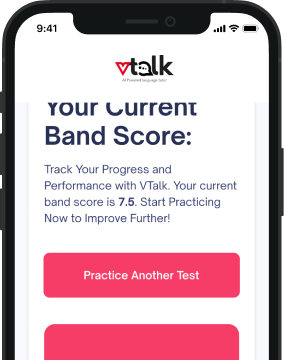 9:41
vtalk
AI Powered language tutor
Your Current
Band Score:
Track Your Progress and
Performance with VTalk. Your current
band score is 7.5. Start Practicing
Now to Improve Further!
Practice Another Test